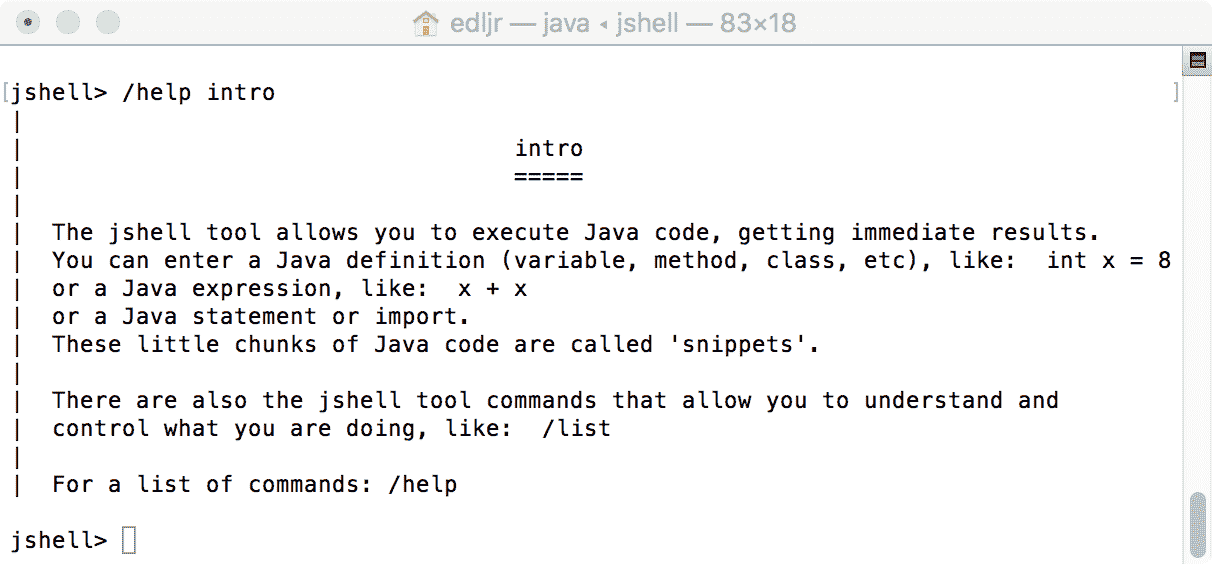 edljr — java ◂ jshell — 83×18
[jshell> /help intro ]
|
|                                   intro
|                                   =====
|
|  The jshell tool allows you to execute Java code, getting immediate results.
|  You can enter a Java definition (variable, method, class, etc), like:  int x = 8
|  or a Java expression, like:  x + x
|  or a Java statement or import.
|  These little chunks of Java code are called 'snippets'.
|
|  There are also the jshell tool commands that allow you to understand and
|  control what you are doing, like:  /list
|
|  For a list of commands: /help
jshell>